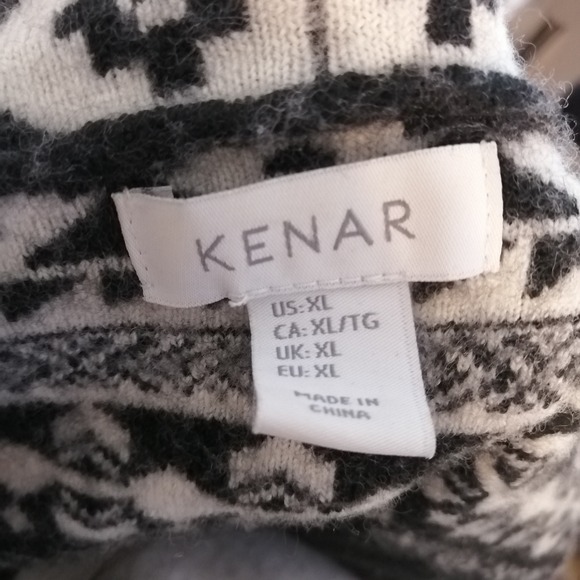 KENAR
US: XL
CA: XL/TG
UK: XL
EU: XL
MADE IN
CHINA